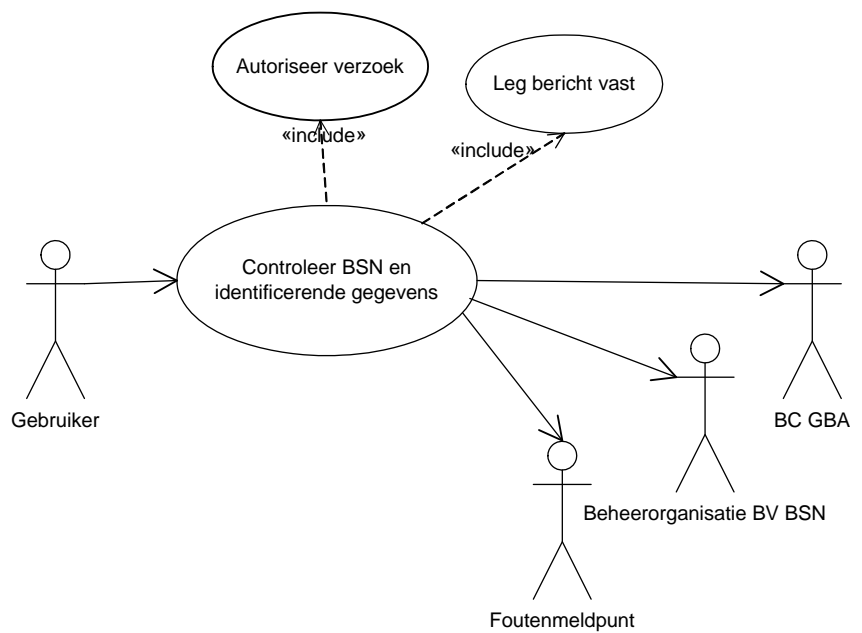 Autoriseer verzoek
Leg bericht vast
«include»
«include»
Controleer BSN en
identificerende gegevens
Gebruiker
BC GBA
Beheerorganisatie BV BSN
Foutenmeldpunt